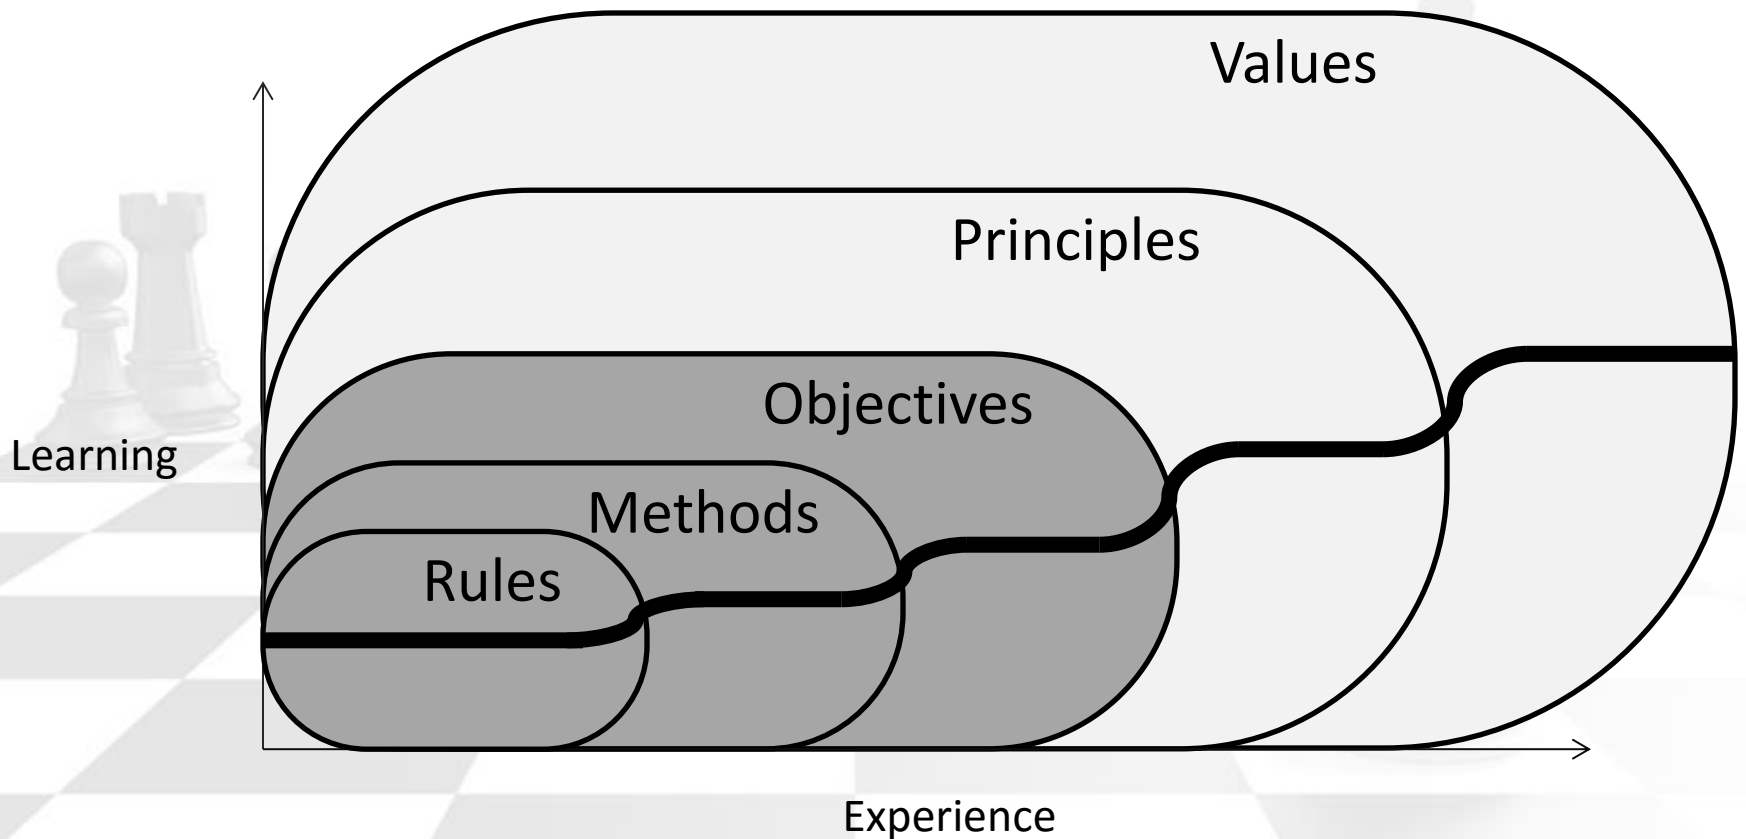 Values
Principles
Objectives
Learning
Methods
Rules
Experience